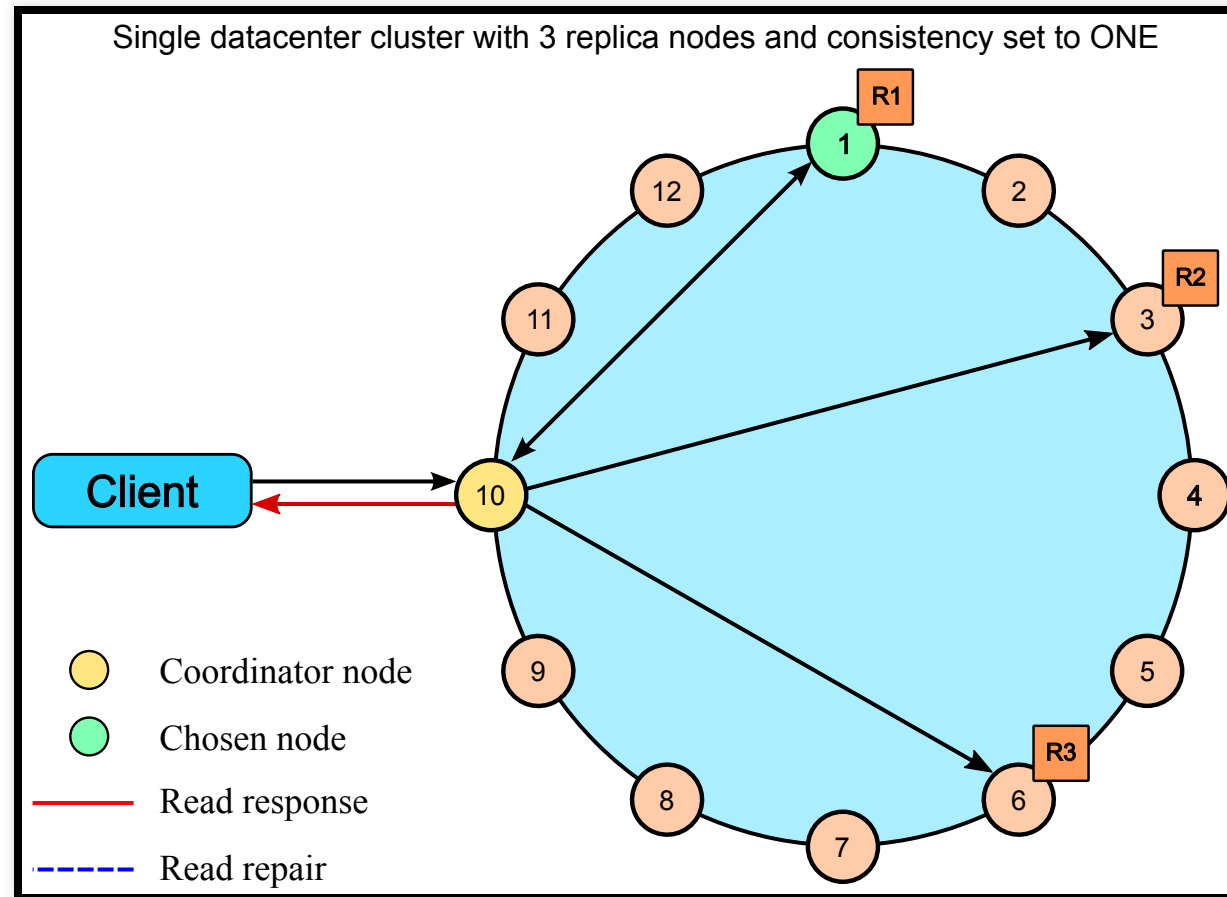 Single datacenter cluster with 3 replica nodes and consistency set to ONE
R1
1
12
2
R2
11
3
Client
10
4
9
5
Coordinator node
Chosen node
R3
Read response
8
6
7
Read repair